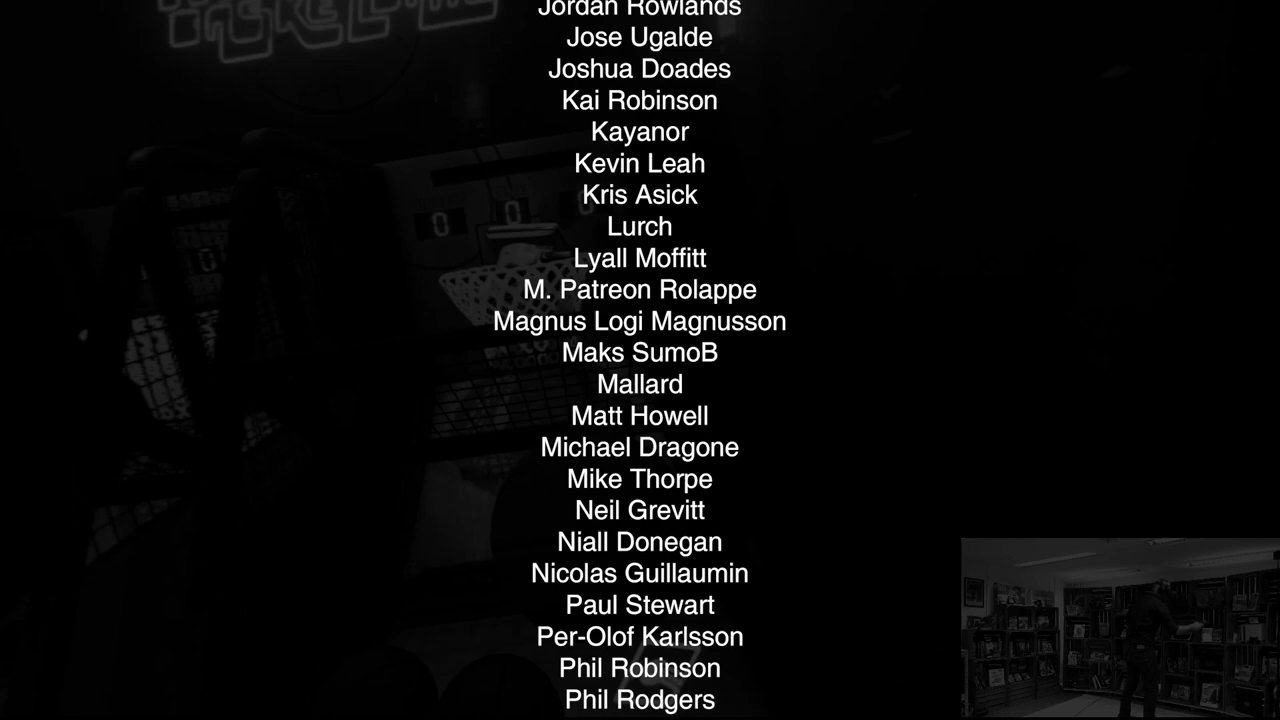 Jordan Rowlands
Jose Ugalde
Joshua Doades
Kai Robinson
Kayanor
Kevin Leah
Kris Asick
Lurch
Lyall Moffitt
M. Patreon Rolappe
Magnus Logi Magnusson
Maks SumoB
Mallard
Matt Howell
Michael Dragone
Mike Thorpe
Neil Grevitt
Niall Donegan
Nicolas Guillaumin
Paul Stewart
Per-Olof Karlsson
Phil Robinson
Phil Rodgers
0
0